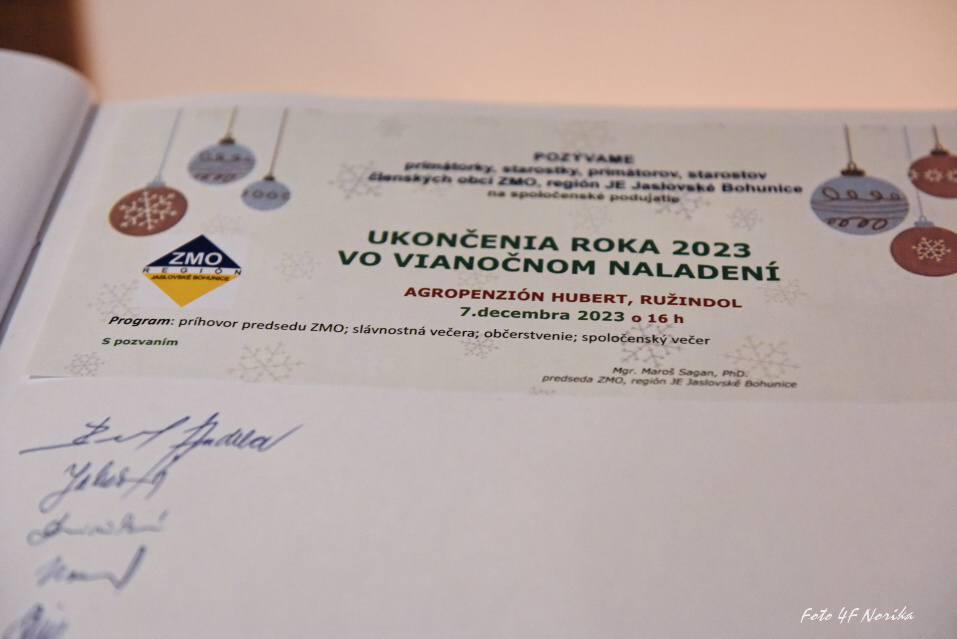 POZÝVAME
primátorky, starostky, primátorov, starostov
členských obcí ZMO, región JE Jaslovské Bohunice
na spoločenské podujatie
UKONČENIA ROKA 2023
VO VIANOČNOM NALADENÍ
ZMO
REGIÓN
JASLOVSKÉ BOHUNICE
AGROPENZIÓN HUBERT, RUŽINDOL
7.decembra 2023 o 16 h
Program: príhovor predsedu ZMO; slávnostná večera; občerstvenie; spoločenský večer
S pozvaním
Mgr. Maroš Sagan, PhD.
predseda ZMO, región JE Jaslovské Bohunice
Foto 4F Norika